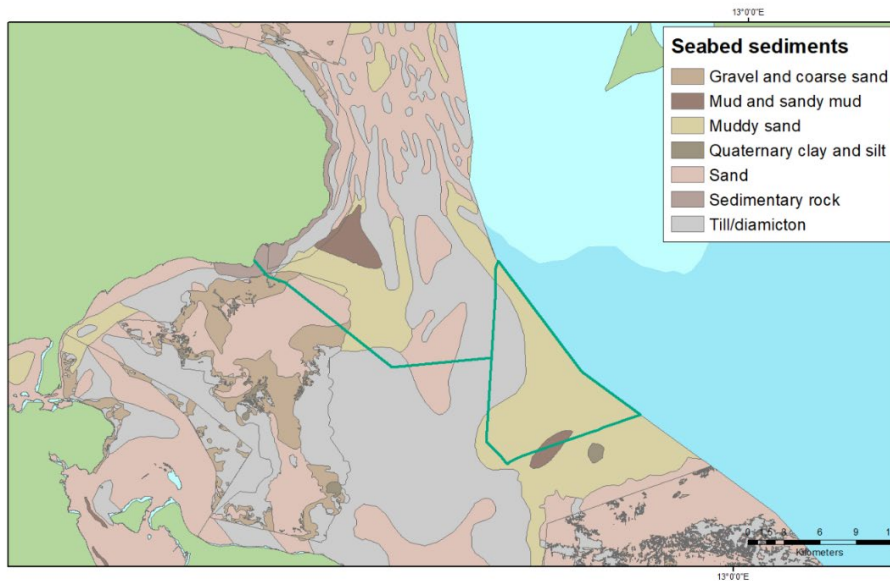 13°0'0"E
Seabed sediments
Gravel and coarse sand
Mud and sandy mud
Muddy sand
Quaternary clay and silt
Sand
Sedimentary rock
Till/diamicton
6 9
Kilometers
13°0'0"E